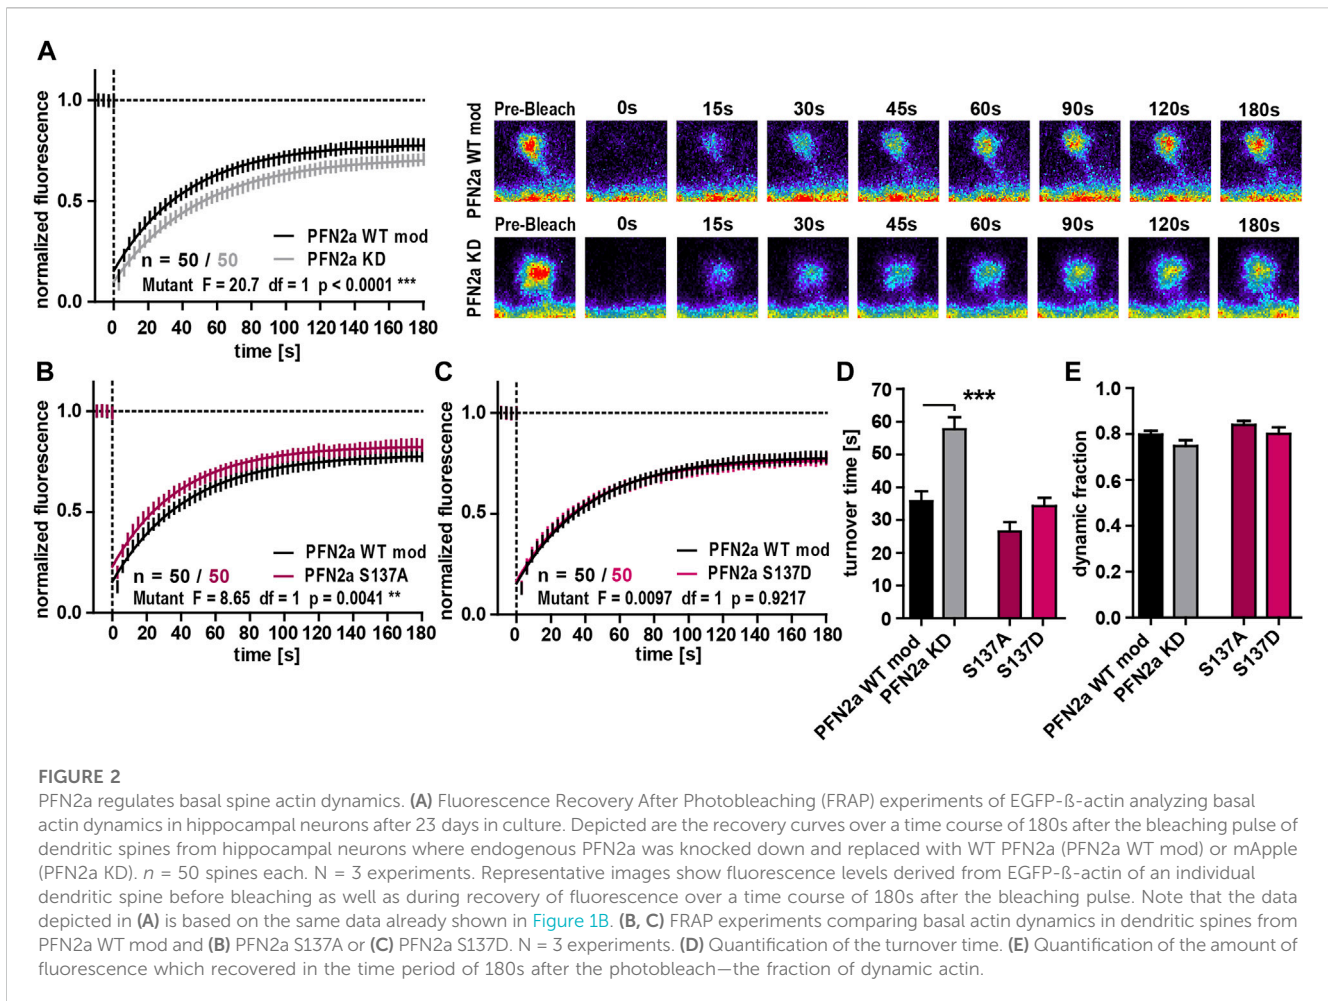 A
normalized fluorescence
1.0
0.5
0.0
PFN2a WT mod
PFN2a KD
n = 50 / 50
Mutant F = 20.7 df = 1 p < 0.0001 ***
0 20 40 60 80 100 120 140 160 180
time [s]
PFN2a WT mod
Pre-Bleach 0s 15s 30s 45s 60s 90s 120s 180s
PFN2a KD
Pre-Bleach 0s 15s 30s 45s 60s 90s 120s 180s
B
normalized fluorescence
1.0
0.5
0.0
PFN2a WT mod
PFN2a S137A
n = 50 / 50
Mutant F = 8.65 df = 1 p = 0.0041 **
0 20 40 60 80 100 120 140 160 180
time [s]
C
normalized fluorescence
1.0
0.5
0.0
PFN2a WT mod
PFN2a S137D
n = 50 / 50
Mutant F = 0.0097 df = 1 p = 0.9217
0 20 40 60 80 100 120 140 160 180
time [s]
D
turnover time [s]
70
60
50
40
30
20
10
0
***
PFN2a WT mod
PFN2a KD
S137A
S137D
E
dynamic fraction
1.0
0.8
0.6
0.4
0.2
0.0
PFN2a WT mod
PFN2a KD
S137A
S137D
FIGURE 2
PFN2a regulates basal spine actin dynamics. (A) Fluorescence Recovery After Photobleaching (FRAP) experiments of EGFP-ß-actin analyzing basal
actin dynamics in hippocampal neurons after 23 days in culture. Depicted are the recovery curves over a time course of 180s after the bleaching pulse of
dendritic spines from hippocampal neurons where endogenous PFN2a was knocked down and replaced with WT PFN2a (PFN2a WT mod) or mApple
(PFN2a KD). n = 50 spines each. N = 3 experiments. Representative images show fluorescence levels derived from EGFP-ß-actin of an individual
dendritic spine before bleaching as well as during recovery of fluorescence over a time course of 180s after the bleaching pulse. Note that the data
depicted in (A) is based on the same data already shown in Figure 1B. (B, C) FRAP experiments comparing basal actin dynamics in dendritic spines from
PFN2a WT mod and (B) PFN2a S137A or (C) PFN2a S137D. N = 3 experiments. (D) Quantification of the turnover time. (E) Quantification of the amount of
fluorescence which recovered in the time period of 180s after the photobleach—the fraction of dynamic actin.